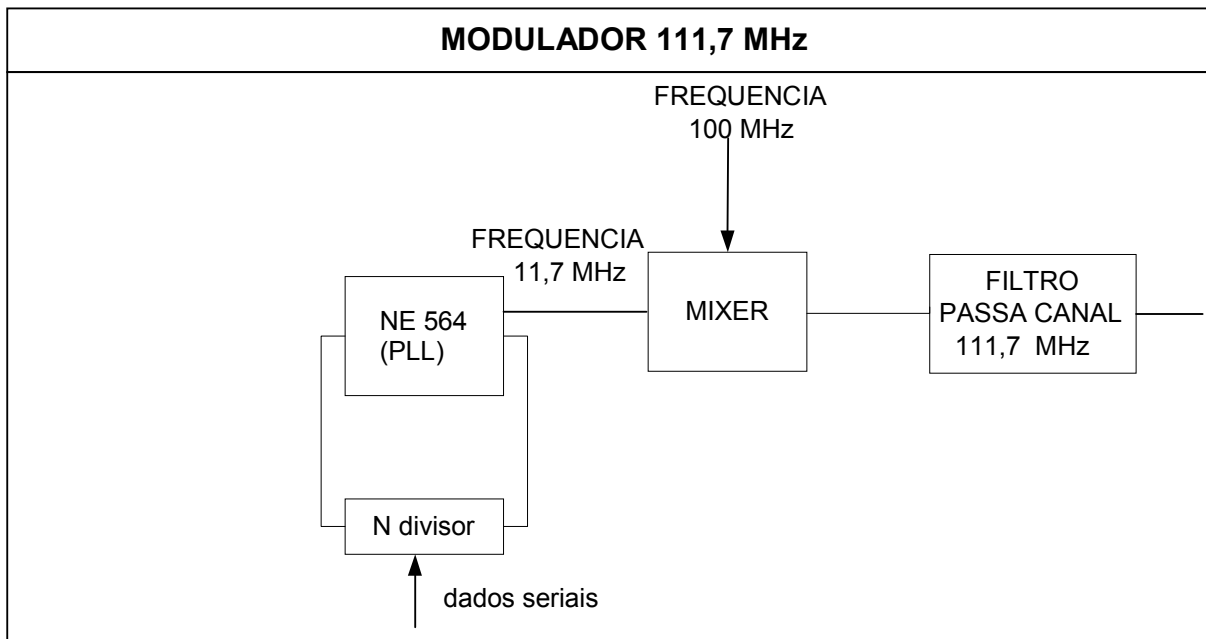 MODULADOR 111,7 MHz
FREQUENCIA
100 MHz
FREQUENCIA
11,7 MHz
NE 564
(PLL)
MIXER
FILTRO
PASSA CANAL
111,7 MHz
N divisor
dados seriais